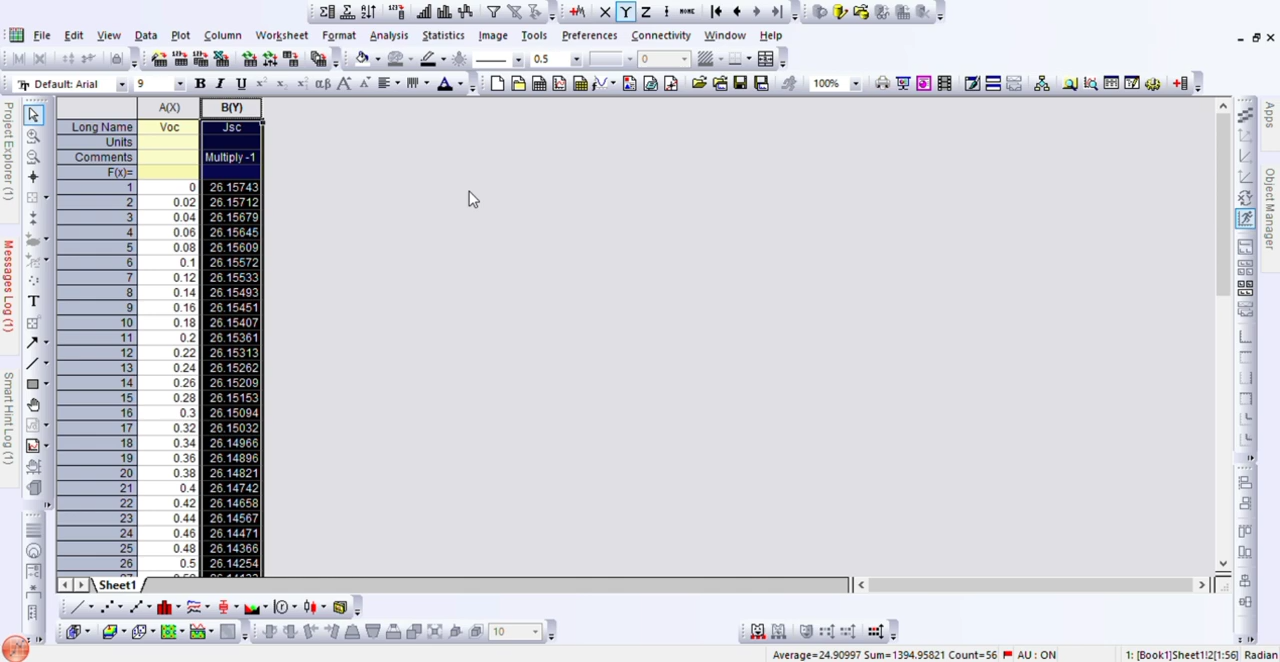 X Y Z NONE
File Edit View Data Plot Column Worksheet Format Analysis Statistics Image Tools Preferences Connectivity Window Help
0.5 0
Default: Arial 9 B I U αβ A A A 100%
A(X) B(Y)
Long Name Voc Jsc
Units
Comments Multiply -1
F(x)=
1 0 26.15743
2 0.02 26.15712
3 0.04 26.15679
4 0.06 26.15645
5 0.08 26.15609
6 0.1 26.15572
7 0.12 26.15533
8 0.14 26.15493
9 0.16 26.15451
10 0.18 26.15407
11 0.2 26.15361
12 0.22 26.15313
13 0.24 26.15262
14 0.26 26.15209
15 0.28 26.15153
16 0.3 26.15094
17 0.32 26.15032
18 0.34 26.14966
19 0.36 26.14896
20 0.38 26.14821
21 0.4 26.14742
22 0.42 26.14658
23 0.44 26.14567
24 0.46 26.14471
25 0.48 26.14366
26 0.5 26.14254
Sheet1
10
Average=24.90997 Sum=1394.95821 Count=56 AU : ON 1: [Book1]Sheet1!2[1:56] Radian
Project Explorer (1)
Messages Log (1)
Smart Hint Log (1)
T
Apps
Object Manager